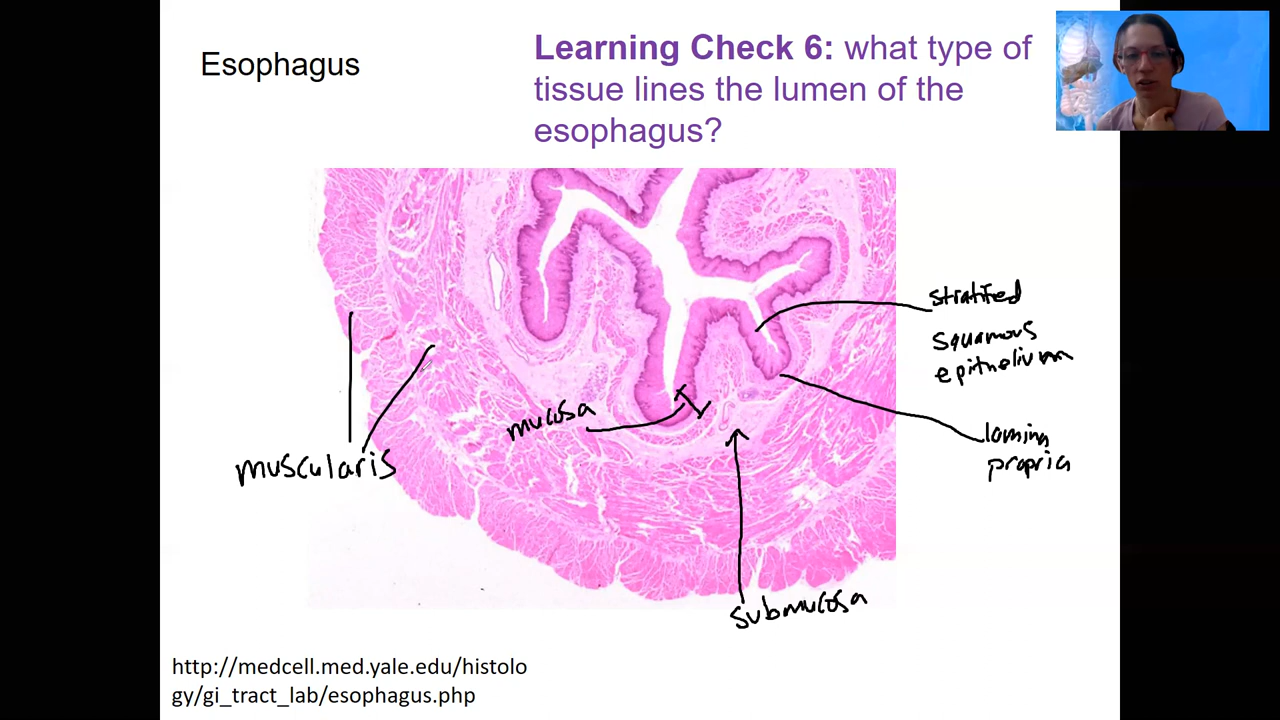 Esophagus
Learning Check 6: what type of
tissue lines the lumen of the
esophagus?
stratified
squamous
epithelium
mucosa
lamina
propria
muscularis
submucosa
http://medcell.med.yale.edu/histolo
gy/gi_tract_lab/esophagus.php